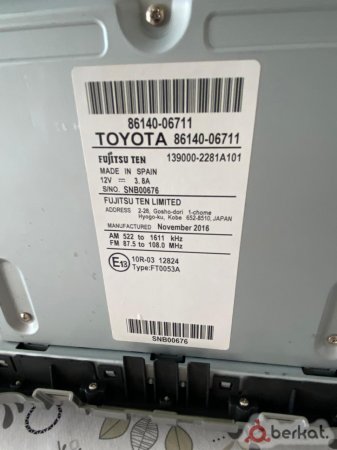 86140-06711
TOYOTA 86140-06711
FUJITSU TEN 139000-2281A101
MADE IN SPAIN
12V ⎓ 3.8A
S/NO. SNB00676
FUJITSU TEN LIMITED
ADDRESS 2-28, Gosho-dori 1-chome
Hyogo-ku, Kobe 652-8510, JAPAN
MANUFACTURED November 2016
AM 522 to 1611 kHz
FM 87.5 to 108.0 MHz
E13 10R-03 12824
Type:FT0053A
SNB00676
berkat.